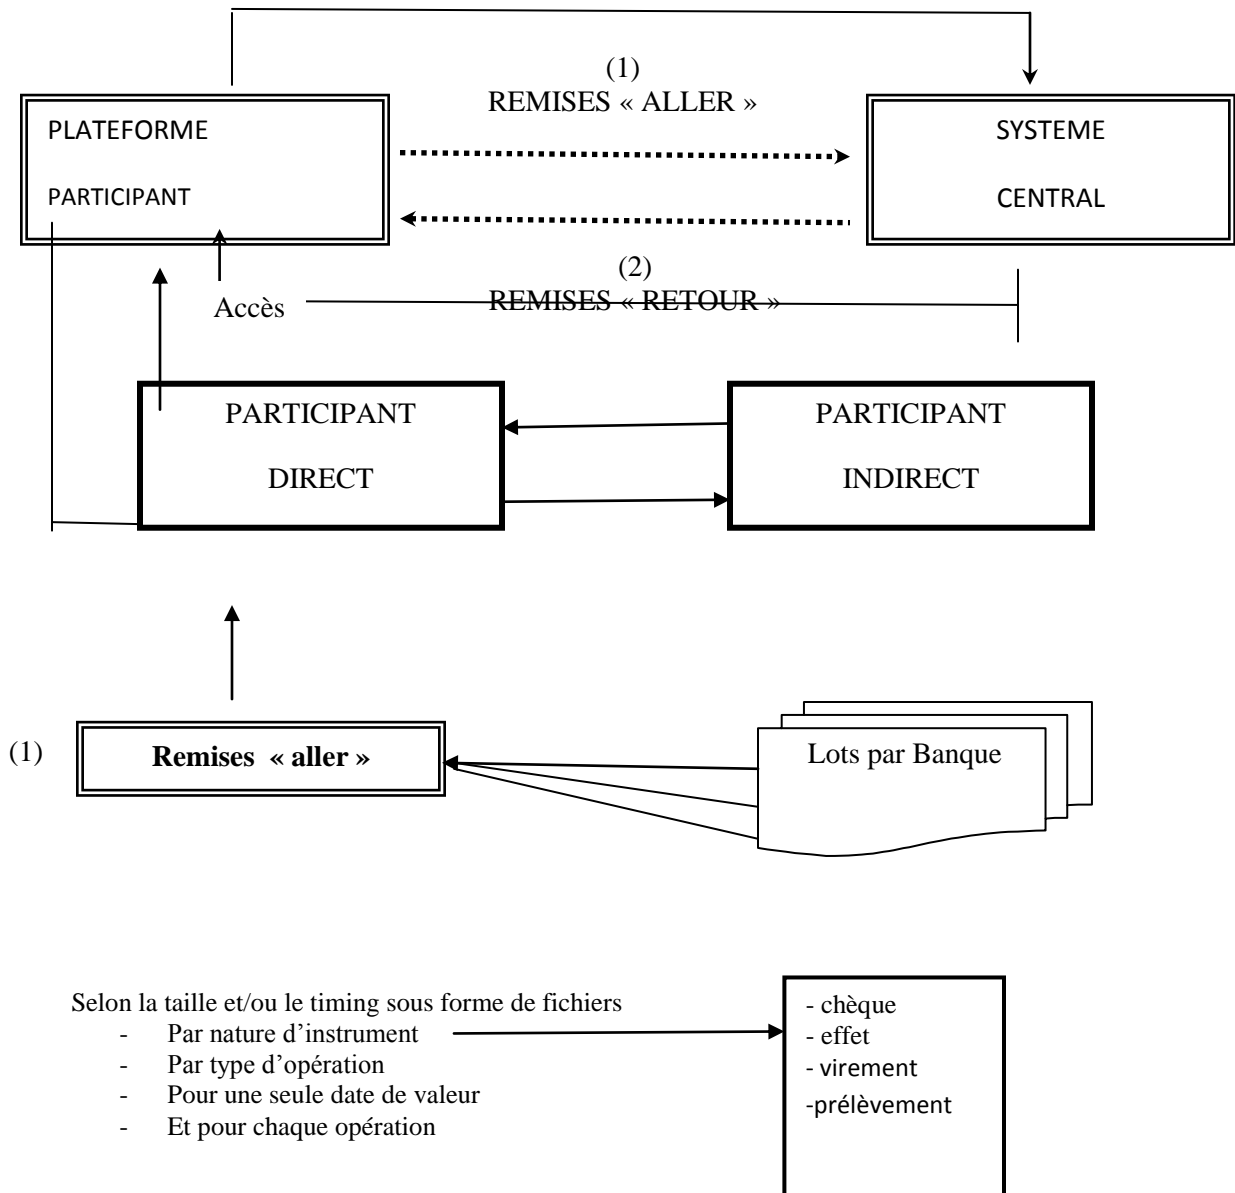 (1)
REMISES « ALLER »
PLATEFORME
PARTICIPANT
SYSTEME
CENTRAL
(2)
REMISES « RETOUR »
Accès
PARTICIPANT
DIRECT
PARTICIPANT
INDIRECT
(1)
Remises « aller »
Lots par Banque
Selon la taille et/ou le timing sous forme de fichiers
- Par nature d’instrument
- Par type d’opération
- Pour une seule date de valeur
- Et pour chaque opération
- chèque
- effet
- virement
-prélèvement